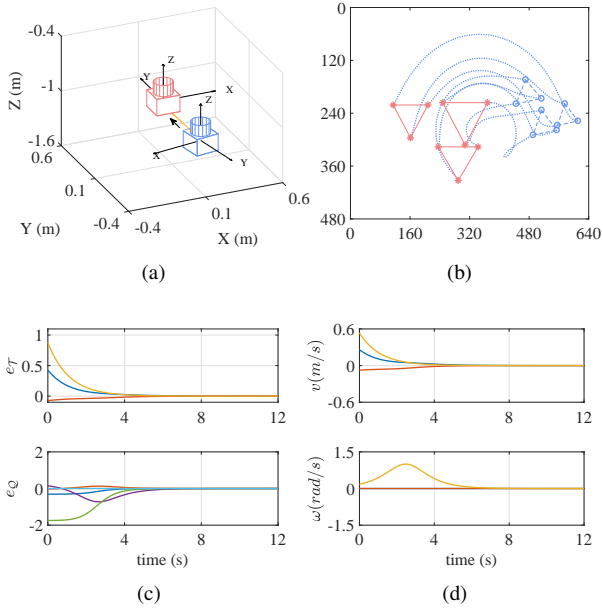 -0.4
-1
-1.6
Z (m)
0.6
0.1
-0.4
Y (m)
-0.4
0.1
0.6
X (m)
Z
Y
X
Z
X
Y
(a)
0
120
240
360
480
0
160
320
480
640
(b)
1
0.5
0
e_𝒯
0
4
8
12
2
0
-2
e_𝒬
0
4
8
12
time (s)
(c)
0.6
0
-0.6
v(m/s)
0
4
8
12
1.5
0
-1.5
ω(rad/s)
0
4
8
12
time (s)
(d)